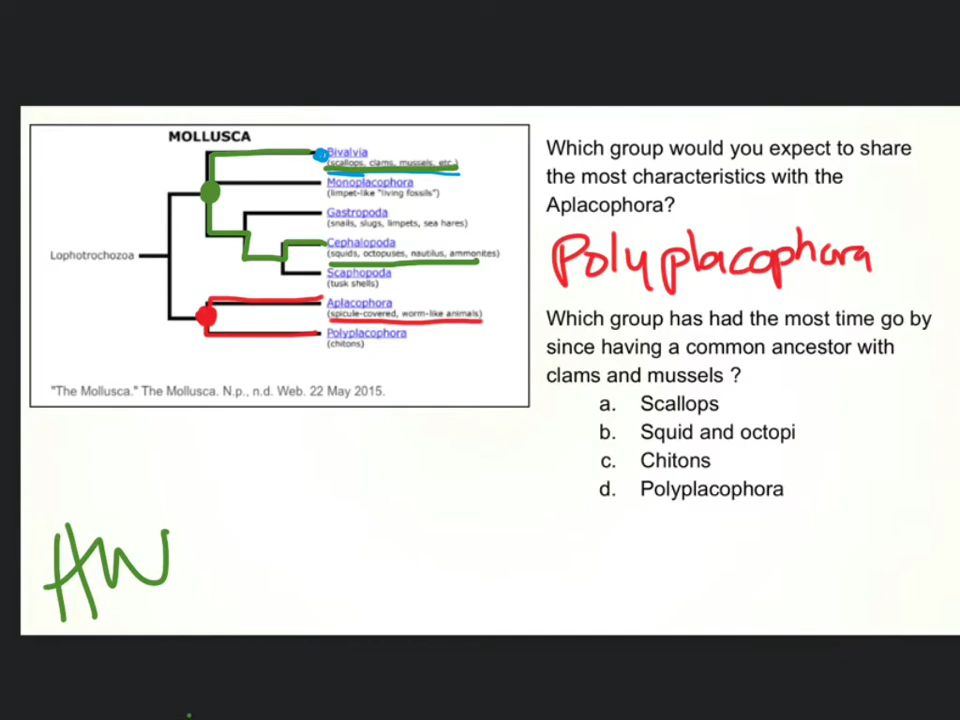 MOLLUSCA
Bivalvia
(scallops, clams, mussels, etc.)
Monoplacophora
(limpet-like "living fossils")
Gastropoda
(snails, slugs, limpets, sea hares)
Cephalopoda
(squids, octopuses, nautilus, ammonites)
Scaphopoda
(tusk shells)
Aplacophora
(spicule-covered, worm-like animals)
Polyplacophora
(chitons)
Lophotrochozoa
"The Mollusca." The Mollusca. N.p., n.d. Web. 22 May 2015.
Which group would you expect to share
the most characteristics with the
Aplacophora?
Polyplacophora
Which group has had the most time go by
since having a common ancestor with
clams and mussels ?
a. Scallops
b. Squid and octopi
c. Chitons
d. Polyplacophora
HW